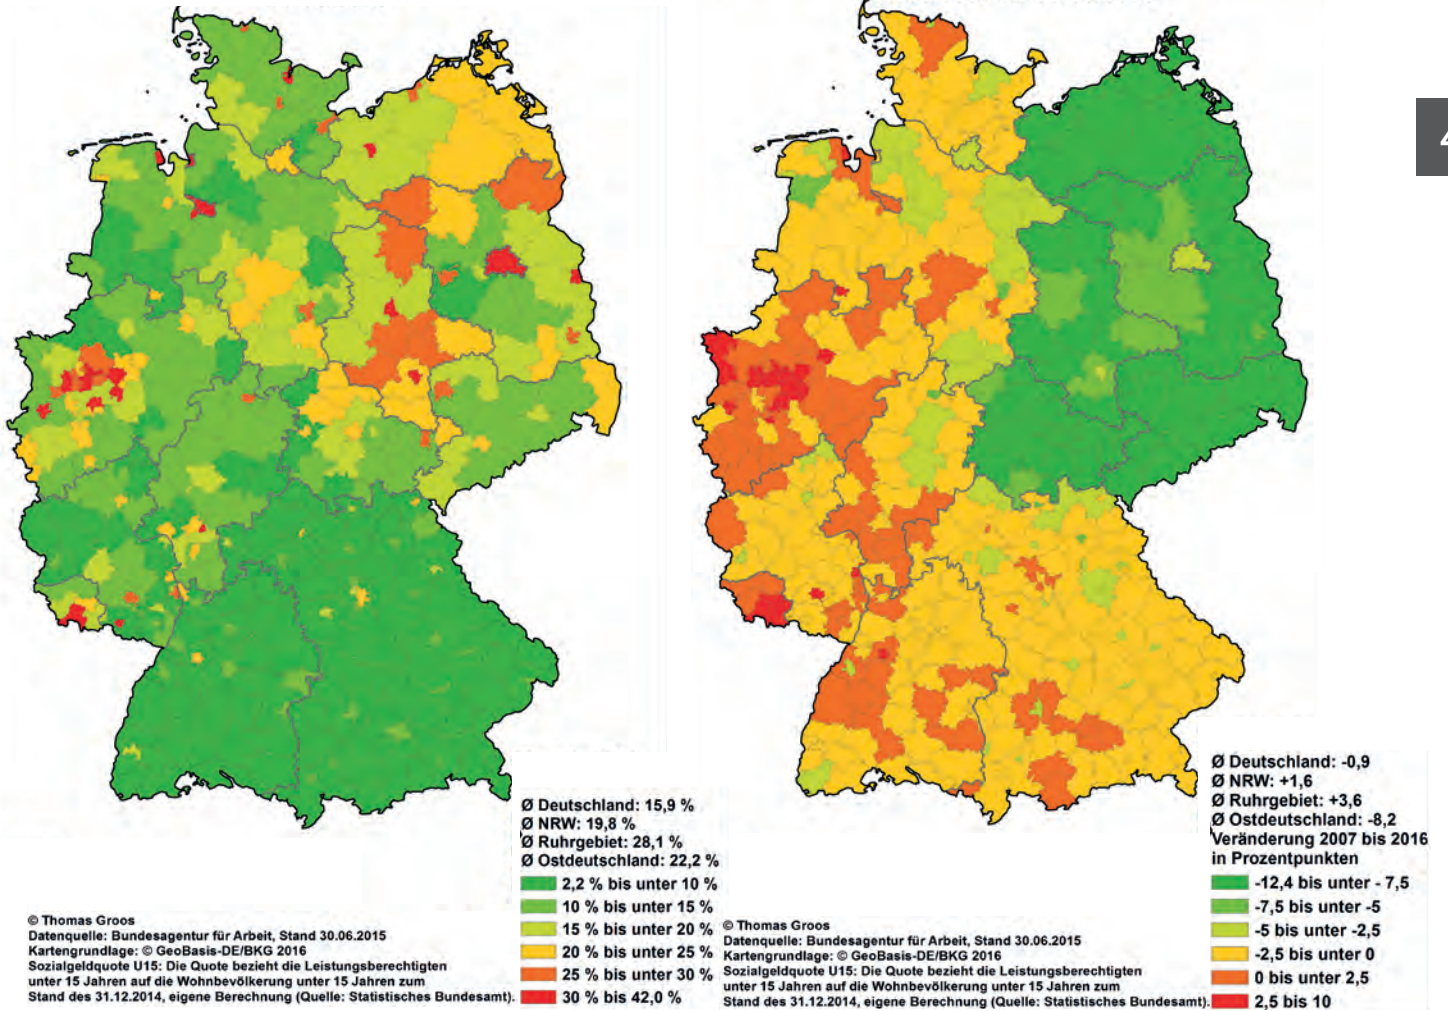 4
Ø Deutschland: 15,9 %
Ø NRW: 19,8 %
Ø Ruhrgebiet: 28,1 %
Ø Ostdeutschland: 22,2 %
2,2 % bis unter 10 %
10 % bis unter 15 %
15 % bis unter 20 %
20 % bis unter 25 %
25 % bis unter 30 %
30 % bis 42,0 %
© Thomas Groos
Datenquelle: Bundesagentur für Arbeit, Stand 30.06.2015
Kartengrundlage: © GeoBasis-DE/BKG 2016
Sozialgeldquote U15: Die Quote bezieht die Leistungsberechtigten
unter 15 Jahren auf die Wohnbevölkerung unter 15 Jahren zum
Stand des 31.12.2014, eigene Berechnung (Quelle: Statistisches Bundesamt).
Ø Deutschland: -0,9
Ø NRW: +1,6
Ø Ruhrgebiet: +3,6
Ø Ostdeutschland: -8,2
Veränderung 2007 bis 2016
in Prozentpunkten
-12,4 bis unter - 7,5
-7,5 bis unter -5
-5 bis unter -2,5
-2,5 bis unter 0
0 bis unter 2,5
2,5 bis 10
© Thomas Groos
Datenquelle: Bundesagentur für Arbeit, Stand 30.06.2015
Kartengrundlage: © GeoBasis-DE/BKG 2016
Sozialgeldquote U15: Die Quote bezieht die Leistungsberechtigten
unter 15 Jahren auf die Wohnbevölkerung unter 15 Jahren zum
Stand des 31.12.2014, eigene Berechnung (Quelle: Statistisches Bundesamt).